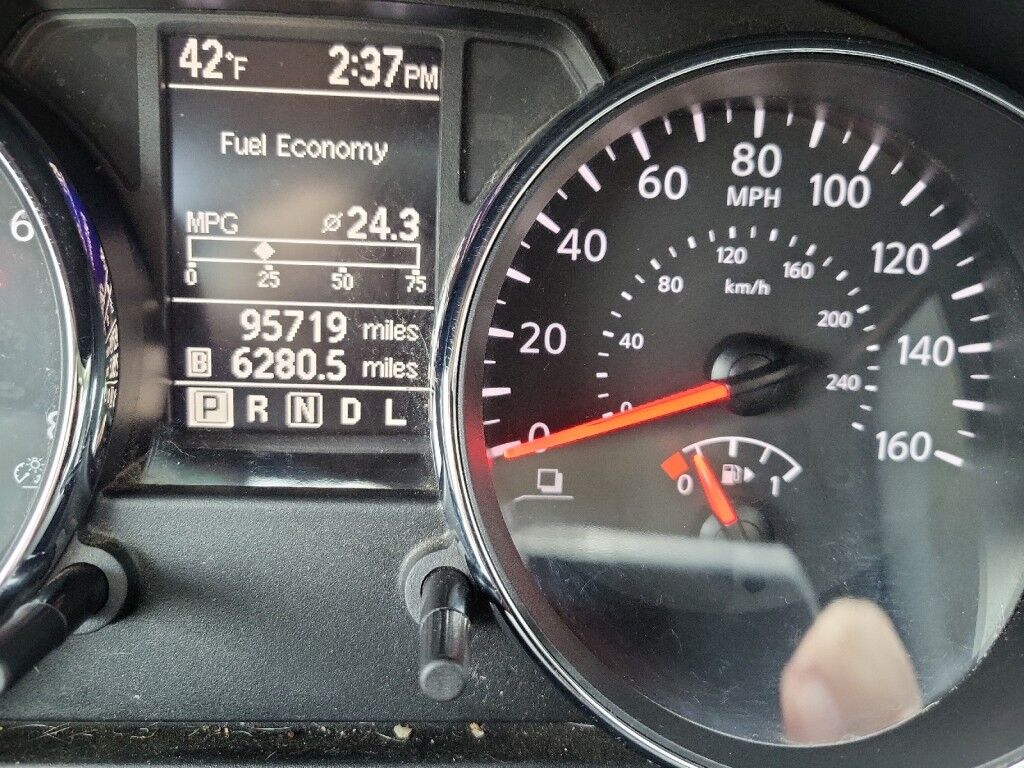 42°F 2:37PM
Fuel Economy
MPG ø 24.3
0 25 50 75
95719 miles
B 6280.5 miles
P R N D L
6
0 20 40 60 80 100 120 140 160
MPH
0 40 80 120 160 200 240
km/h
0 1